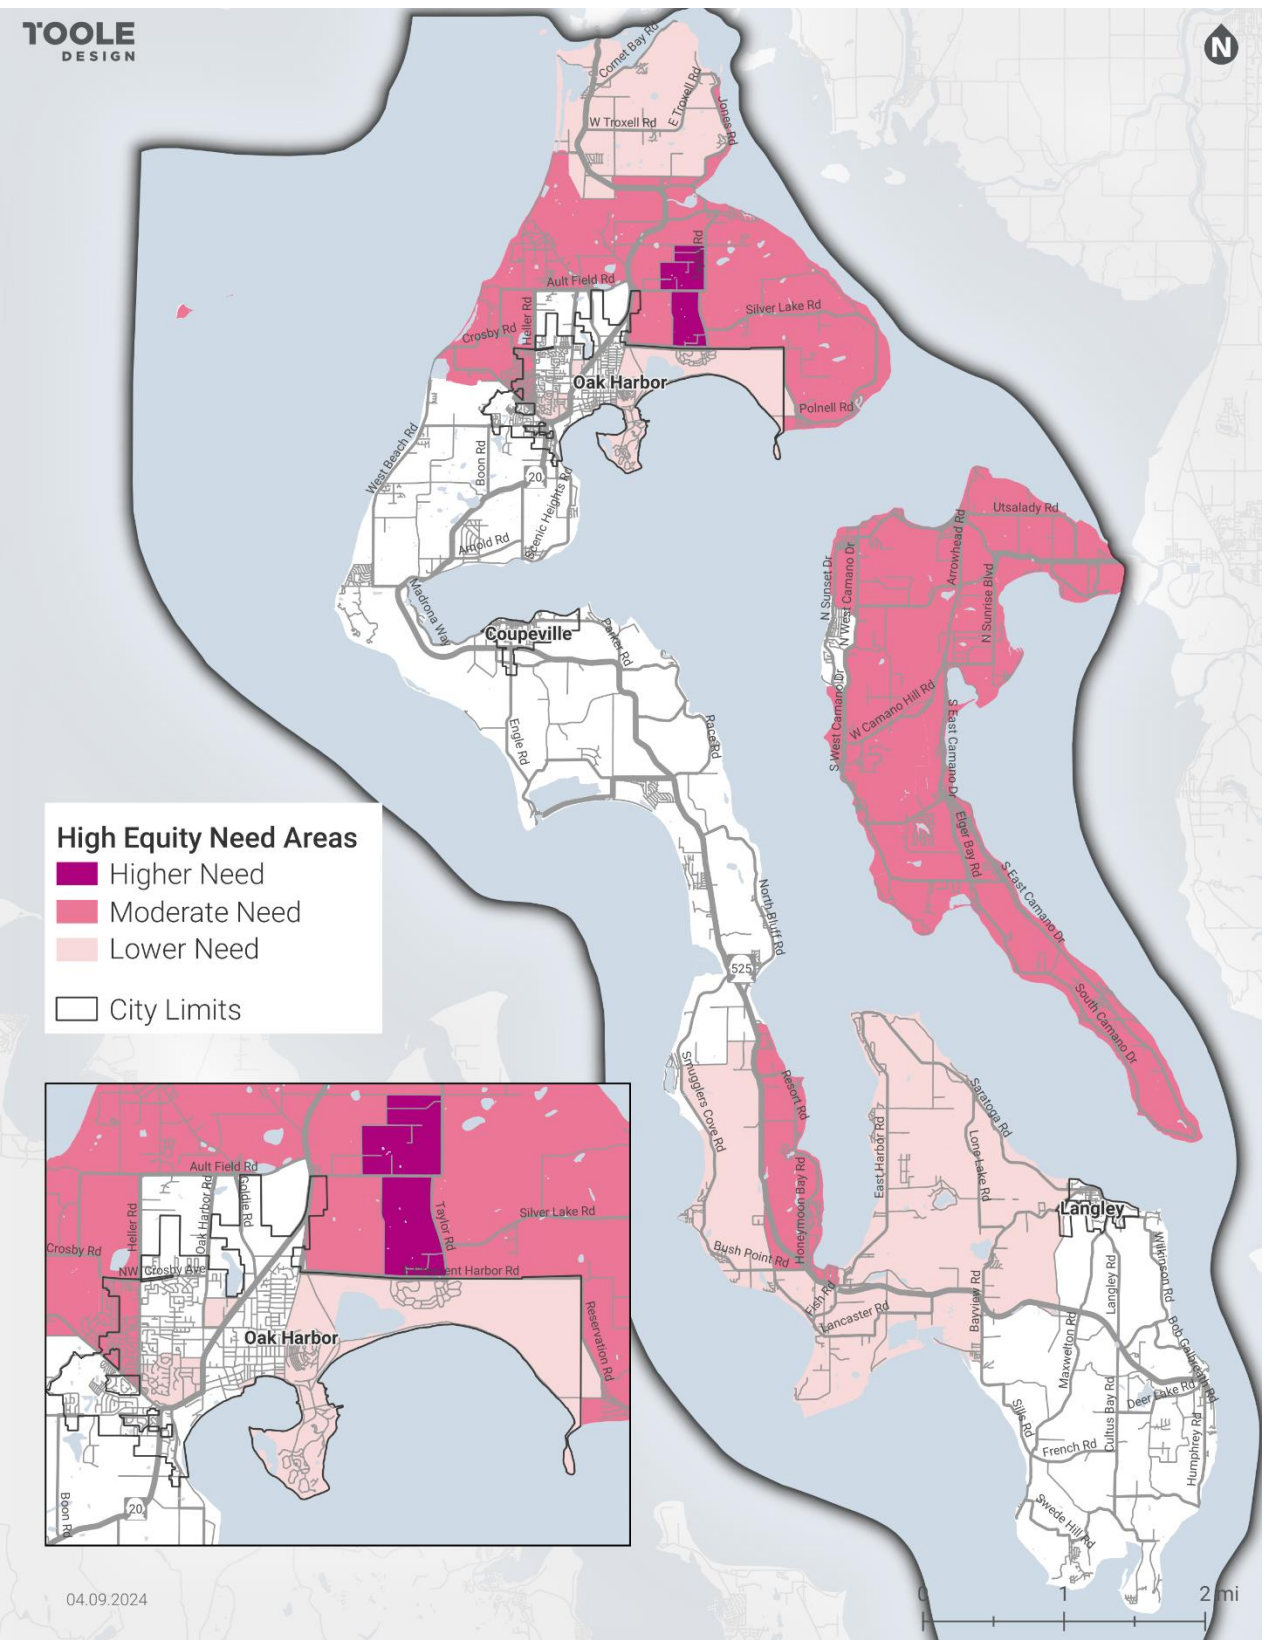 TOOLE
DESIGN
N
Cornet Bay Rd
E Troxell Rd
Jones Rd
W Troxell Rd
Rd
Ault Field Rd
Heller Rd
Silver Lake Rd
Crosby Rd
Oak Harbor
Polnell Rd
West Beach Rd
Boon Rd
20
Scenic Heights Rd
Arnold Rd
Utsalady Rd
Arrowhead Rd
N Sunset Dr
N West Camano Dr
N Sunrise Blvd
Madrona Way
Coupeville
Parker Rd
W Camano Hill Rd
S West Camano Dr
S East Camano Dr
Race Rd
Engle Rd
Elger Bay Rd
S East Camano Dr
North Bluff Rd
525
South Camano Dr
High Equity Need Areas
Higher Need
Moderate Need
Lower Need
City Limits
Smugglers Cove Rd
Resort Rd
Saratoga Rd
East Harbor Rd
Lone Lake Rd
Honeymoon Bay Rd
Langley
Bush Point Rd
Wilkinson Rd
Fish Rd
Lancaster Rd
Bayview Rd
Langley Rd
Maxwelton Rd
Bob Galbreath Rd
Deer Lake Rd
Cultus Bay Rd
Sills Rd
French Rd
Humphrey Rd
Swede Hill Rd
Ault Field Rd
Heller Rd
Oak Harbor Rd
Goldie Rd
Taylor Rd
Silver Lake Rd
Crosby Rd
NW Crosby Ave
ent Harbor Rd
Oak Harbor
Reservation Rd
Boon Rd
20
04.09.2024
0 1 2 mi